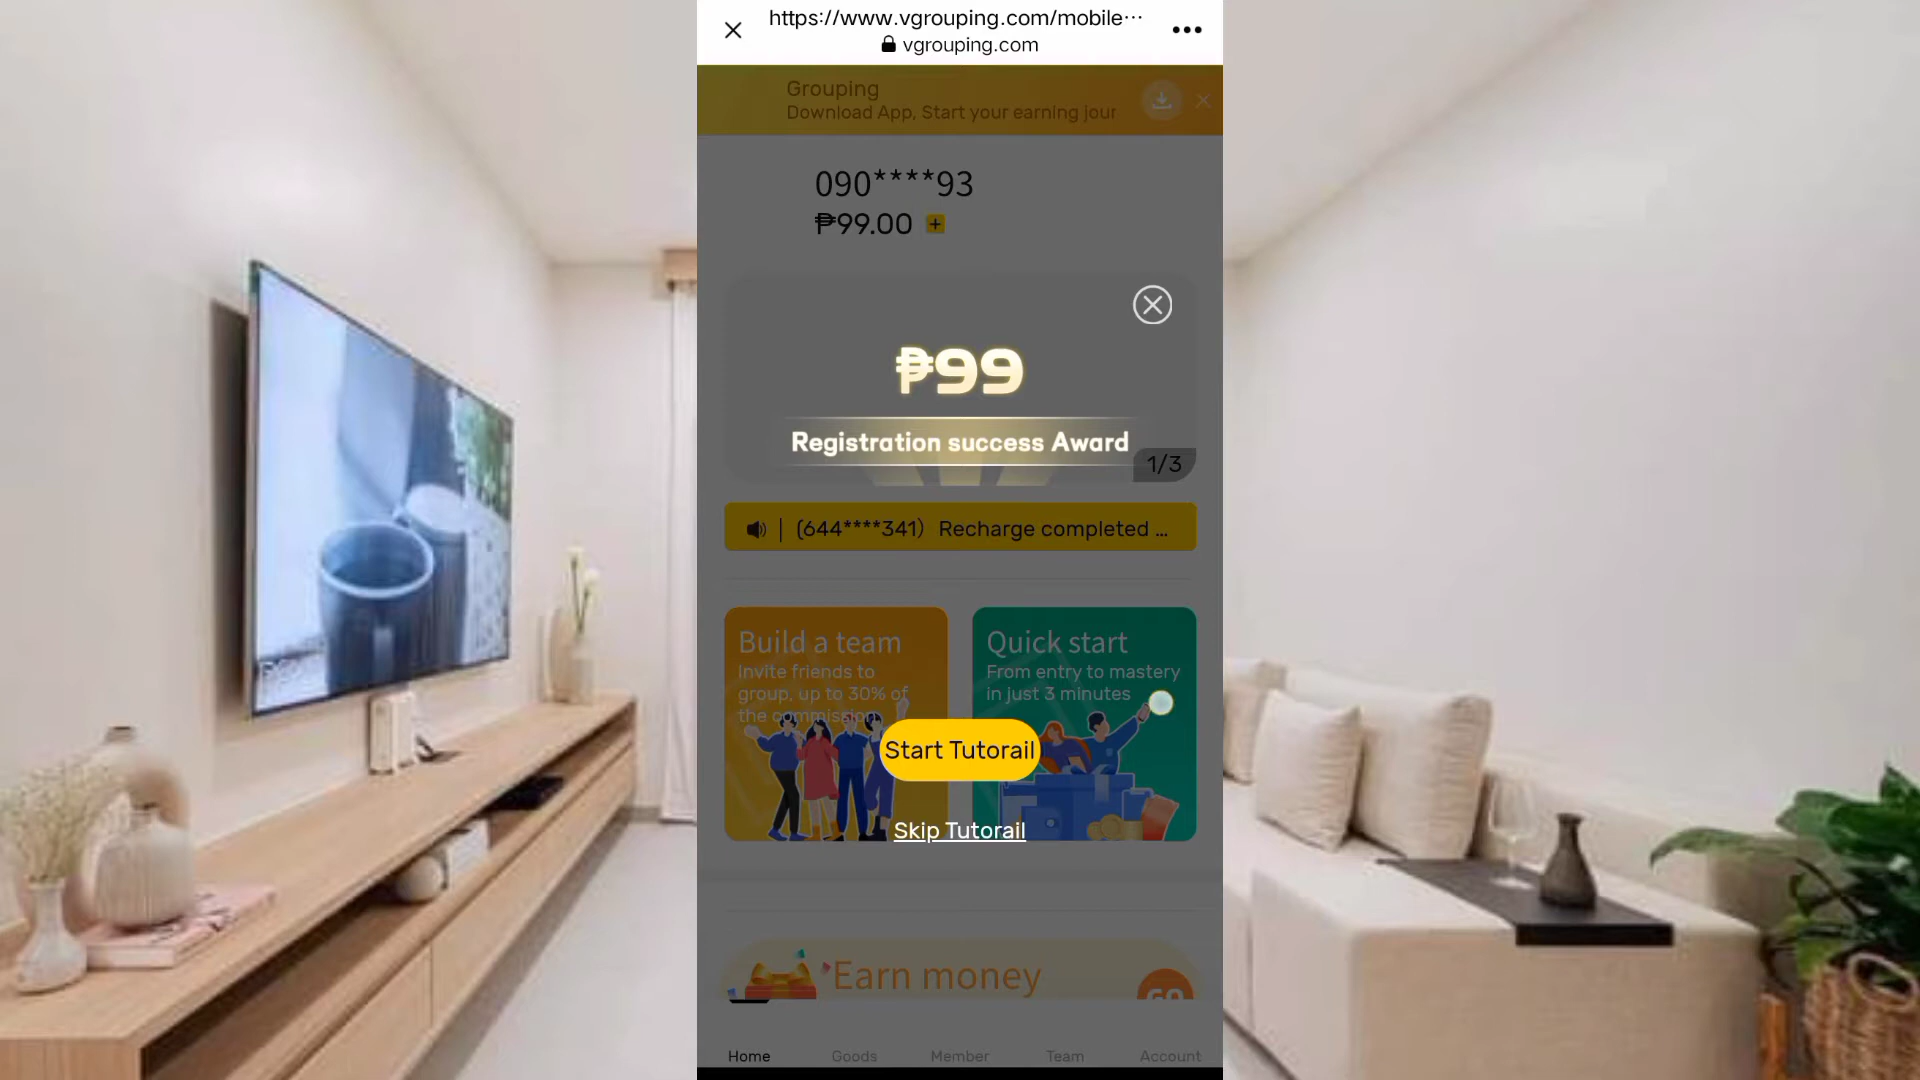 https://www.vgrouping.com/mobile...
vgrouping.com
Grouping
Download App, Start your earning jour
090****93
₱99.00 +
₱99
Registration success Award
1/3
(644****341) Recharge completed ...
Build a team
Invite friends to
group, up to 30% of
the commission
Quick start
From entry to mastery
in just 3 minutes
Start Tutorail
Skip Tutorail
Earn money
GO
Home
Goods
Member
Team
Account